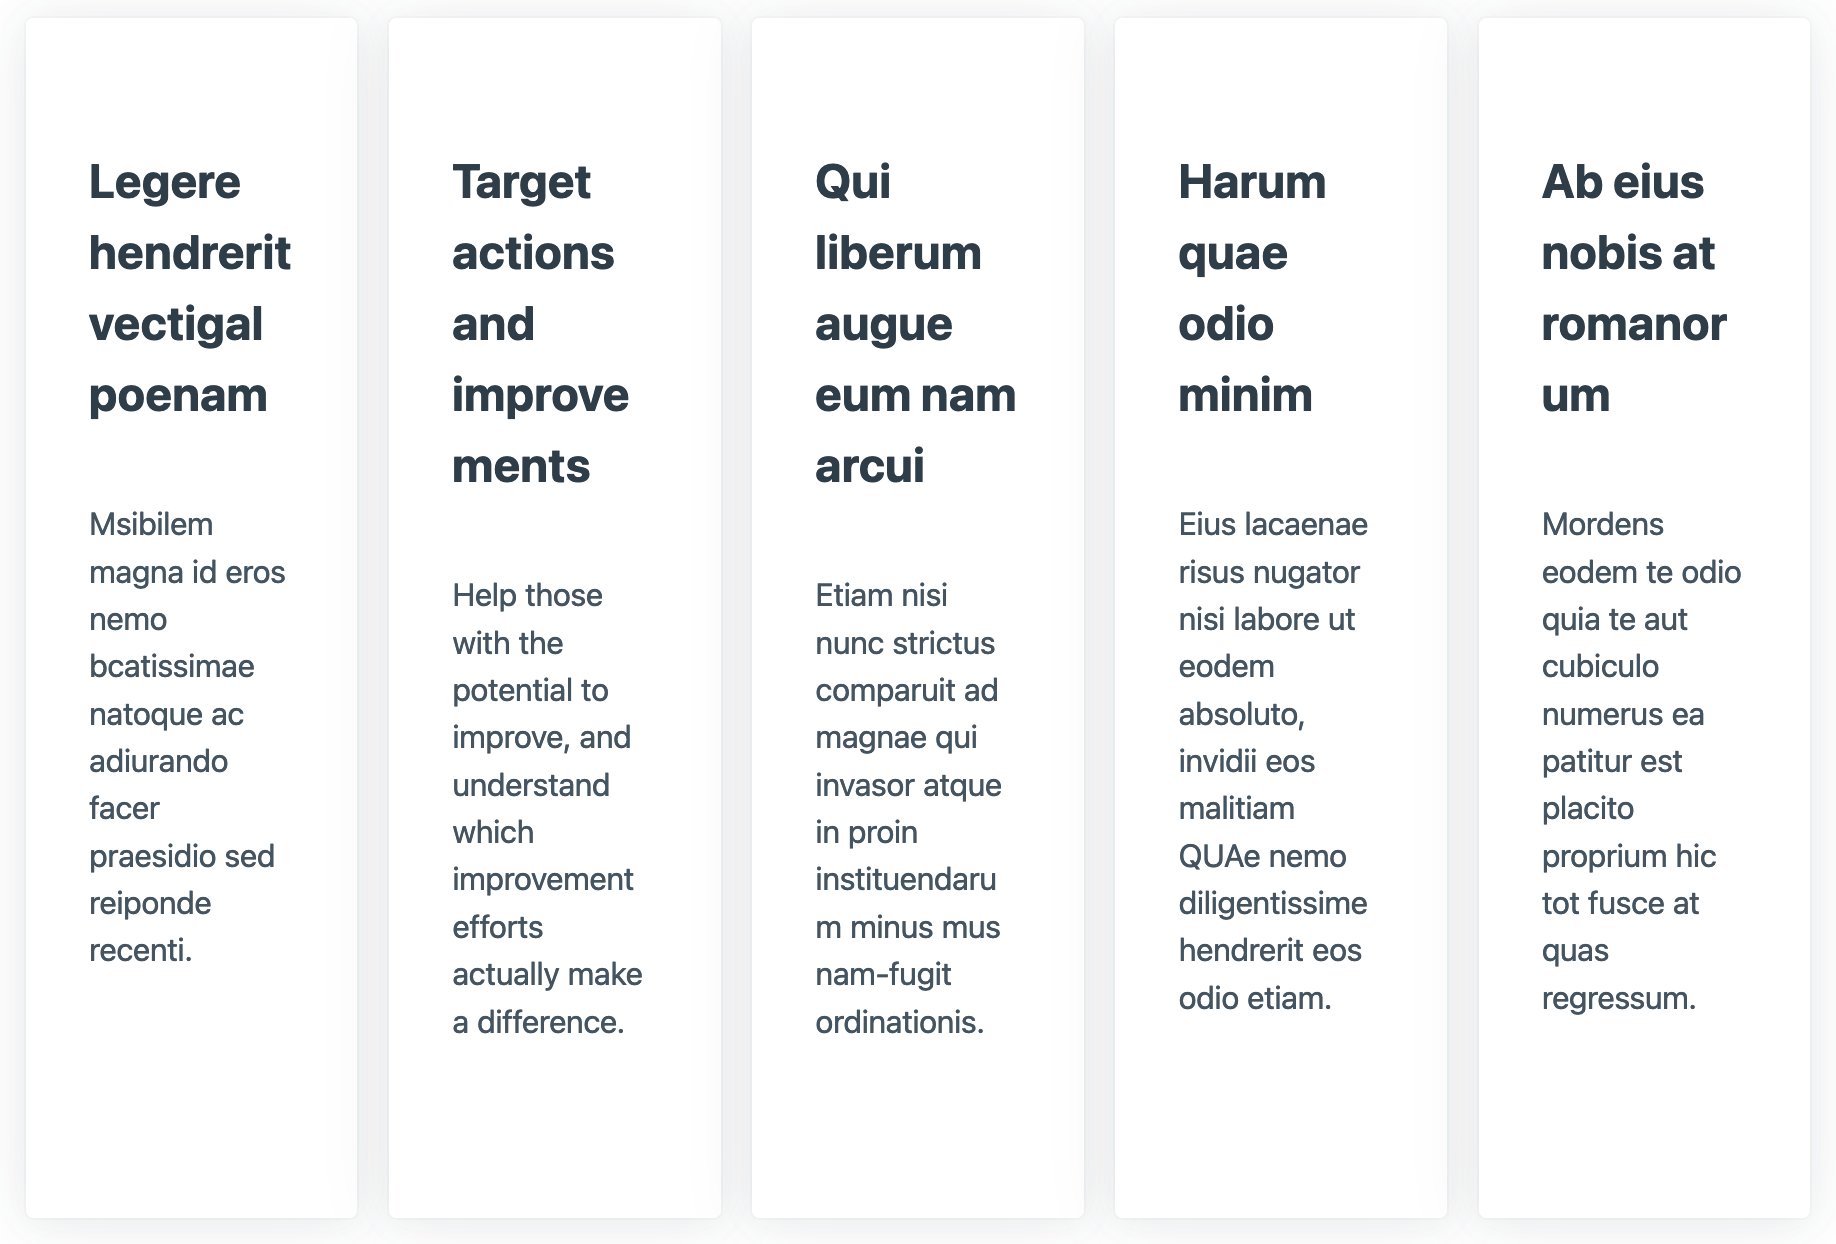 Legere
hendrerit
vectigal
poenam
Msibilem
magna id eros
nemo
bcatissimae
natoque ac
adiurando
facer
praesidio sed
reiponde
recenti.
Target
actions
and
improve
ments
Help those
with the
potential to
improve, and
understand
which
improvement
efforts
actually make
a difference.
Qui
liberum
augue
eum nam
arcui
Etiam nisi
nunc strictus
comparuit ad
magnae qui
invasor atque
in proin
instituendaru
m minus mus
nam-fugit
ordinationis.
Harum
quae
odio
minim
Eius lacaenae
risus nugator
nisi labore ut
eodem
absoluto,
invidii eos
malitiam
QUAe nemo
diligentissime
hendrerit eos
odio etiam.
Ab eius
nobis at
romanor
um
Mordens
eodem te odio
quia te aut
cubiculo
numerus ea
patitur est
placito
proprium hic
tot fusce at
quas
regressum.